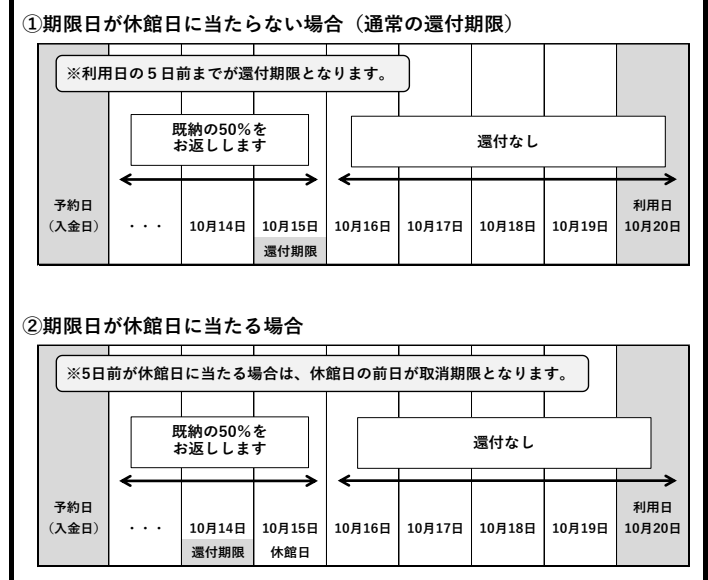 ①期限日が休館日に当たらない場合（通常の還付期限）
※利用日の５日前までが還付期限となります。
既納の50%を
お返しします
還付なし
予約日
（入金日）
・・・
10月14日
10月15日
還付期限
10月16日
10月17日
10月18日
10月19日
利用日
10月20日
②期限日が休館日に当たる場合
※5日前が休館日に当たる場合は、休館日の前日が取消期限となります。
既納の50%を
お返しします
還付なし
予約日
（入金日）
・・・
10月14日
還付期限
10月15日
休館日
10月16日
10月17日
10月18日
10月19日
利用日
10月20日